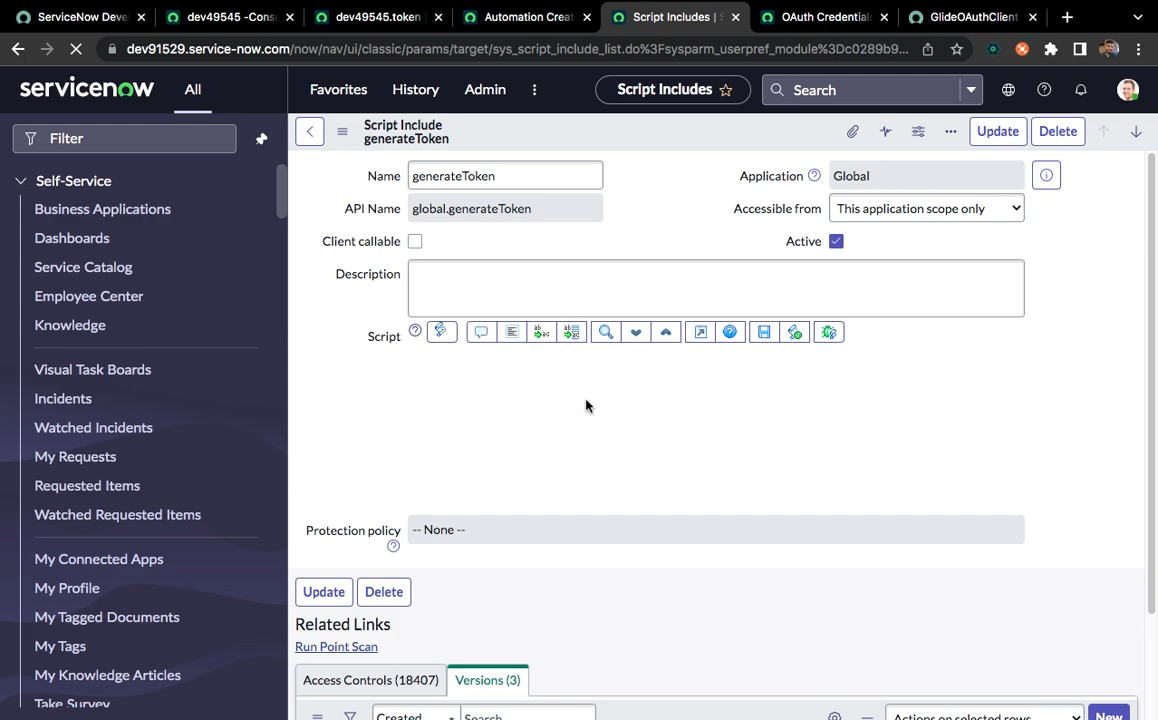 ServiceNow Deve
dev49545 -Cons
dev49545.token
Automation Creat
Script Includes | S
OAuth Credential
GlideOAuthClient
dev91529.service-now.com/now/nav/ui/classic/params/target/sys_script_include_list.do%3Fsysparm_userpref_module%3Dc0289b9...
servicenow
All
Favorites
History
Admin
Script Includes
Search
Filter
Self-Service
Business Applications
Dashboards
Service Catalog
Employee Center
Knowledge
Visual Task Boards
Incidents
Watched Incidents
My Requests
Requested Items
Watched Requested Items
My Connected Apps
My Profile
My Tagged Documents
My Tags
My Knowledge Articles
Take Survey
Script Include
generateToken
Update
Delete
Name
generateToken
Application
Global
API Name
global.generateToken
Accessible from
This application scope only
Client callable
Active
Description
Script
Protection policy
-- None --
Update
Delete
Related Links
Run Point Scan
Access Controls (18407)
Versions (3)
Created
Search
Actions on selected rows...
New